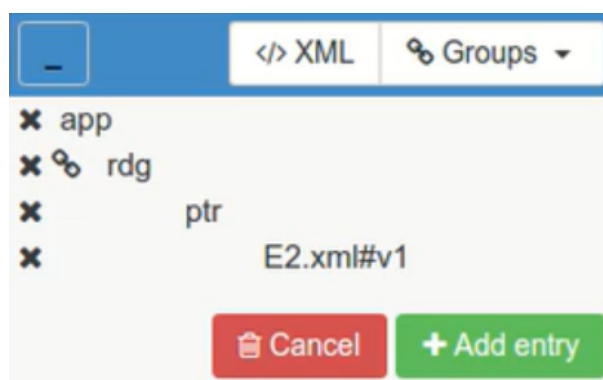 _ </> XML Groups
app
rdg
ptr
E2.xml#v1
Cancel + Add entry